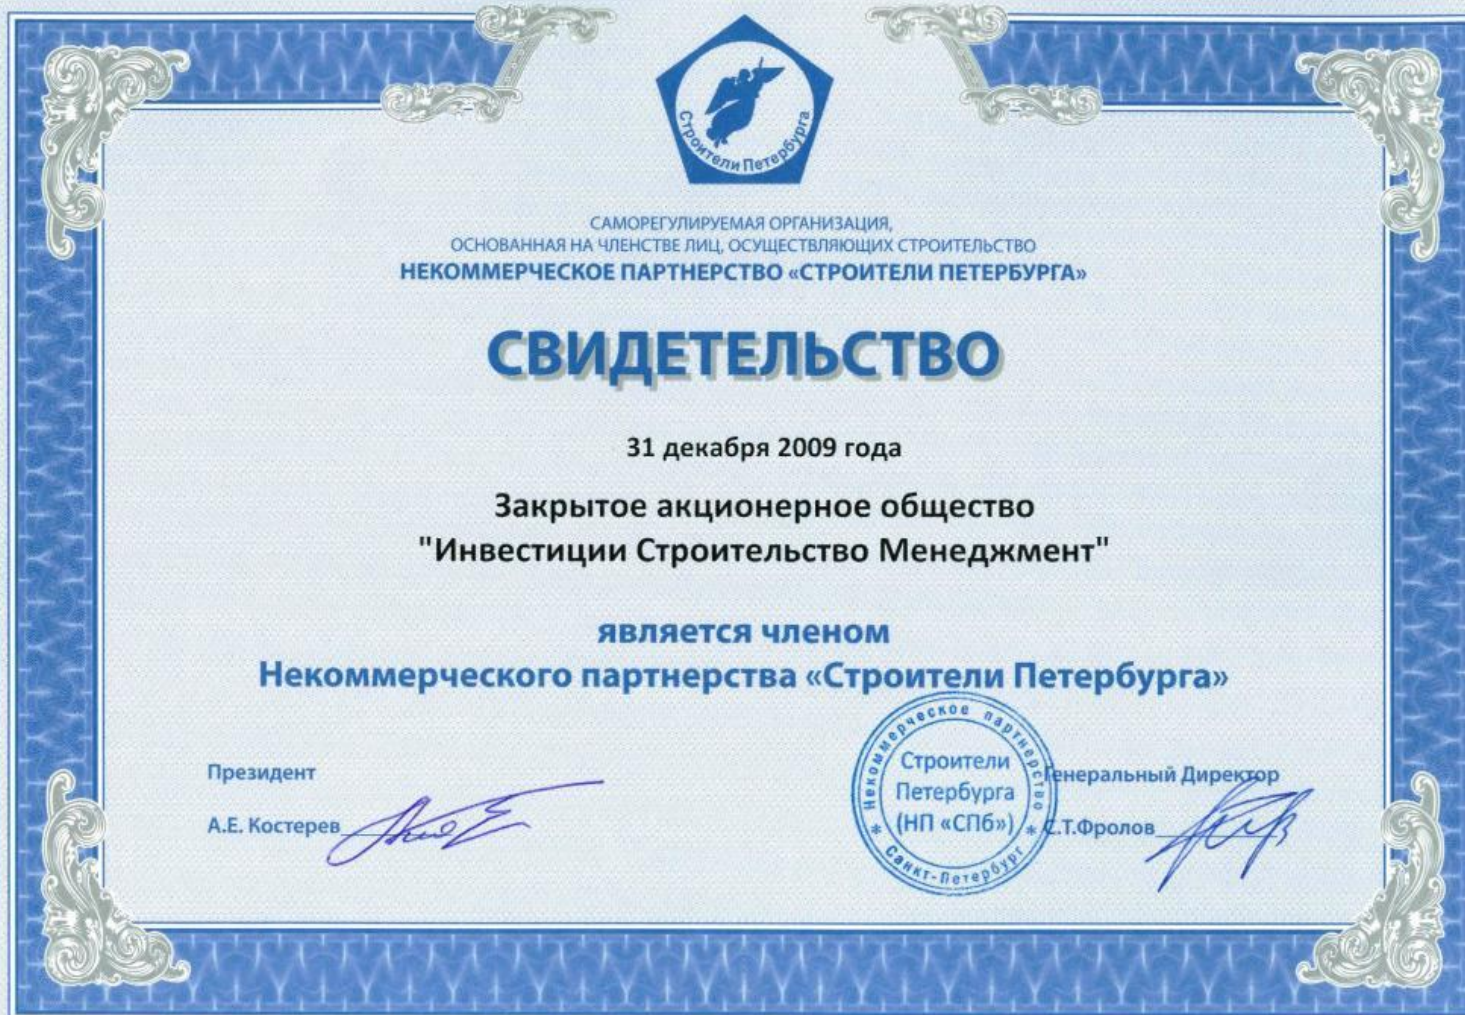 Строители Петербурга
САМОРЕГУЛИРУЕМАЯ ОРГАНИЗАЦИЯ,
ОСНОВАННАЯ НА ЧЛЕНСТВЕ ЛИЦ, ОСУЩЕСТВЛЯЮЩИХ СТРОИТЕЛЬСТВО
НЕКОММЕРЧЕСКОЕ ПАРТНЕРСТВО «СТРОИТЕЛИ ПЕТЕРБУРГА»
СВИДЕТЕЛЬСТВО
31 декабря 2009 года
Закрытое акционерное общество
"Инвестиции Строительство Менеджмент"
является членом
Некоммерческого партнерства «Строители Петербурга»
Президент
А.Е. Костерев
Некоммерческое партнерство
Строители
Петербурга
(НП «СПб»)
* Санкт-Петербург *
Генеральный Директор
С.Т.Фролов